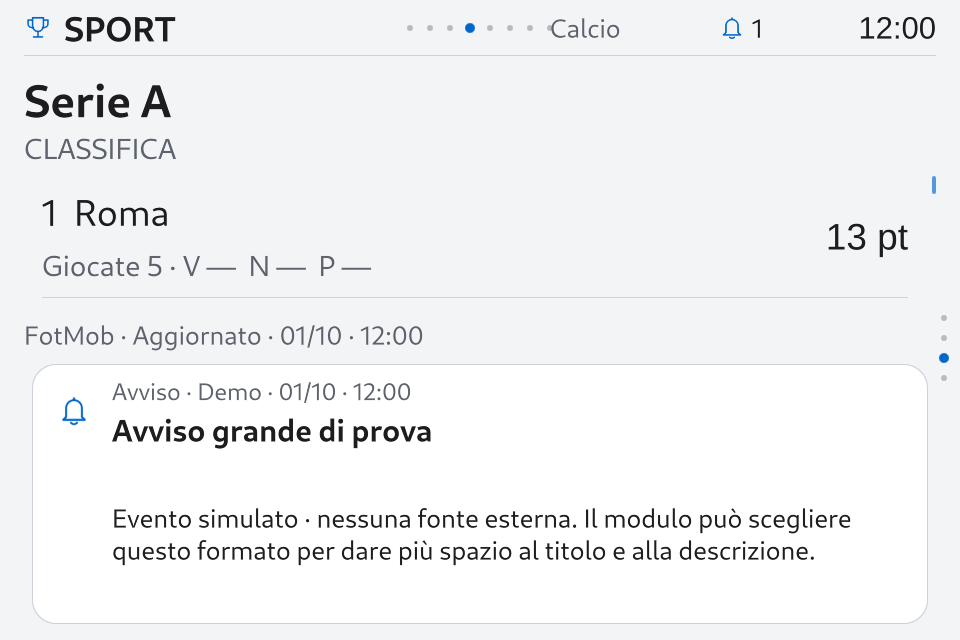 SPORT
Calcio
1
12:00
Serie A
CLASSIFICA
1 Roma
13 pt
Giocate 5 · V — N — P —
FotMob · Aggiornato · 01/10 · 12:00
Avviso · Demo · 01/10 · 12:00
Avviso grande di prova
Evento simulato · nessuna fonte esterna. Il modulo può scegliere
questo formato per dare più spazio al titolo e alla descrizione.